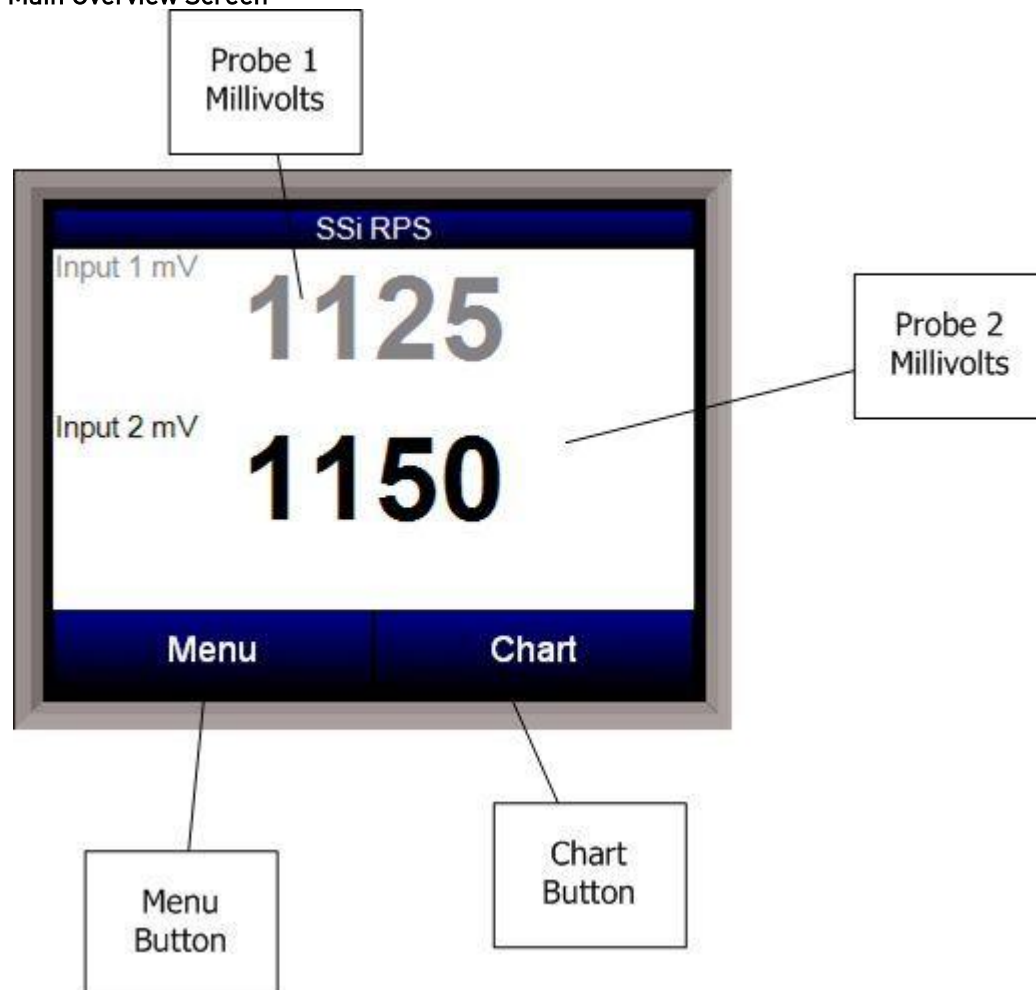 Main Overview Screen
Probe 1
Millivolts
SSi RPS
Input 1 mV
1125
Probe 2
Millivolts
Input 2 mV
1150
Menu
Chart
Chart
Button
Menu
Button